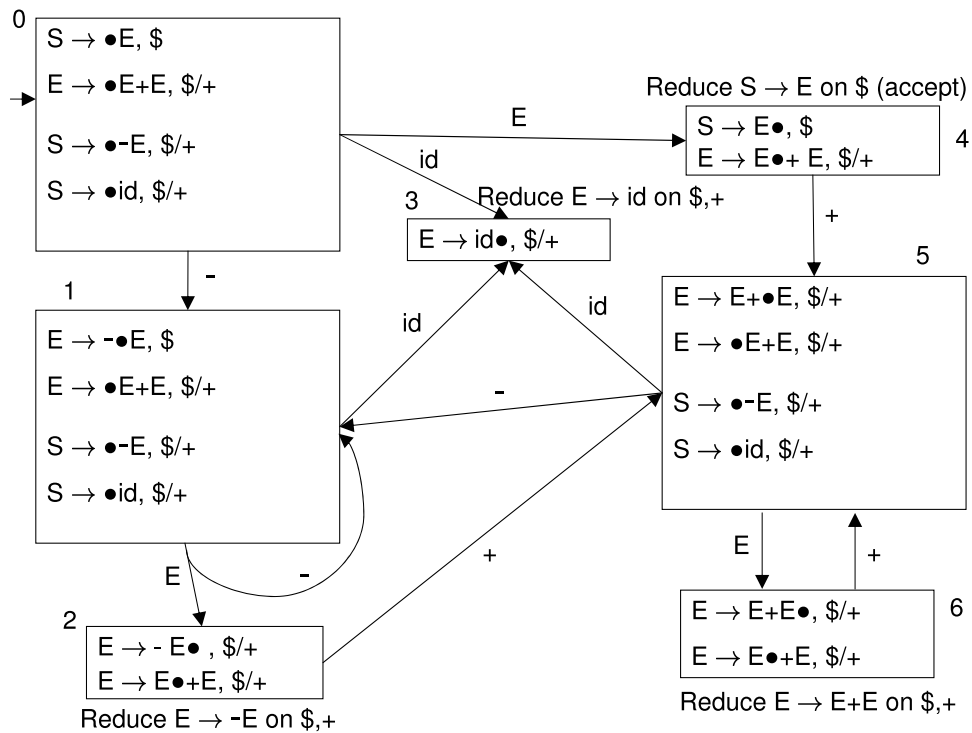 0
S → ●E, $
E → ●E+E, $/+
S → ●-E, $/+
S → ●id, $/+
E
id
-
Reduce S → E on $ (accept)
S → E●, $
E → E●+ E, $/+
4
3
Reduce E → id on $,+
E → id●, $/+
+
1
E → -●E, $
E → ●E+E, $/+
S → ●-E, $/+
S → ●id, $/+
id
id
-
5
E → E+●E, $/+
E → ●E+E, $/+
S → ●-E, $/+
S → ●id, $/+
E
-
+
E
+
2
E → - E● , $/+
E → E●+E, $/+
Reduce E → -E on $,+
6
E → E+E●, $/+
E → E●+E, $/+
Reduce E → E+E on $,+